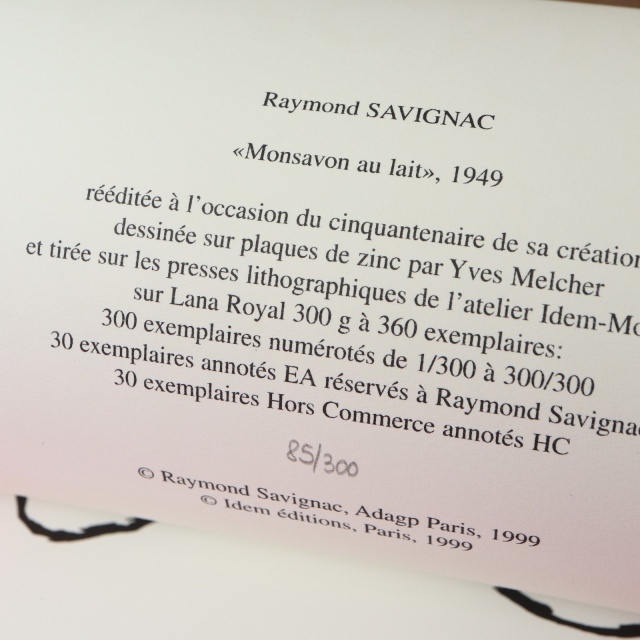 Raymond SAVIGNAC
«Monsavon au lait», 1949
rééditée à l'occasion du cinquantenaire de sa création
dessinée sur plaques de zinc par Yves Melcher
et tirée sur les presses lithographiques de l'atelier Idem-Mo
sur Lana Royal 300 g à 360 exemplaires:
300 exemplaires numérotés de 1/300 à 300/300
30 exemplaires annotés EA réservés à Raymond Savignac
30 exemplaires Hors Commerce annotés HC
85/300
© Raymond Savignac, Adagp Paris, 1999
© Idem éditions, Paris, 1999